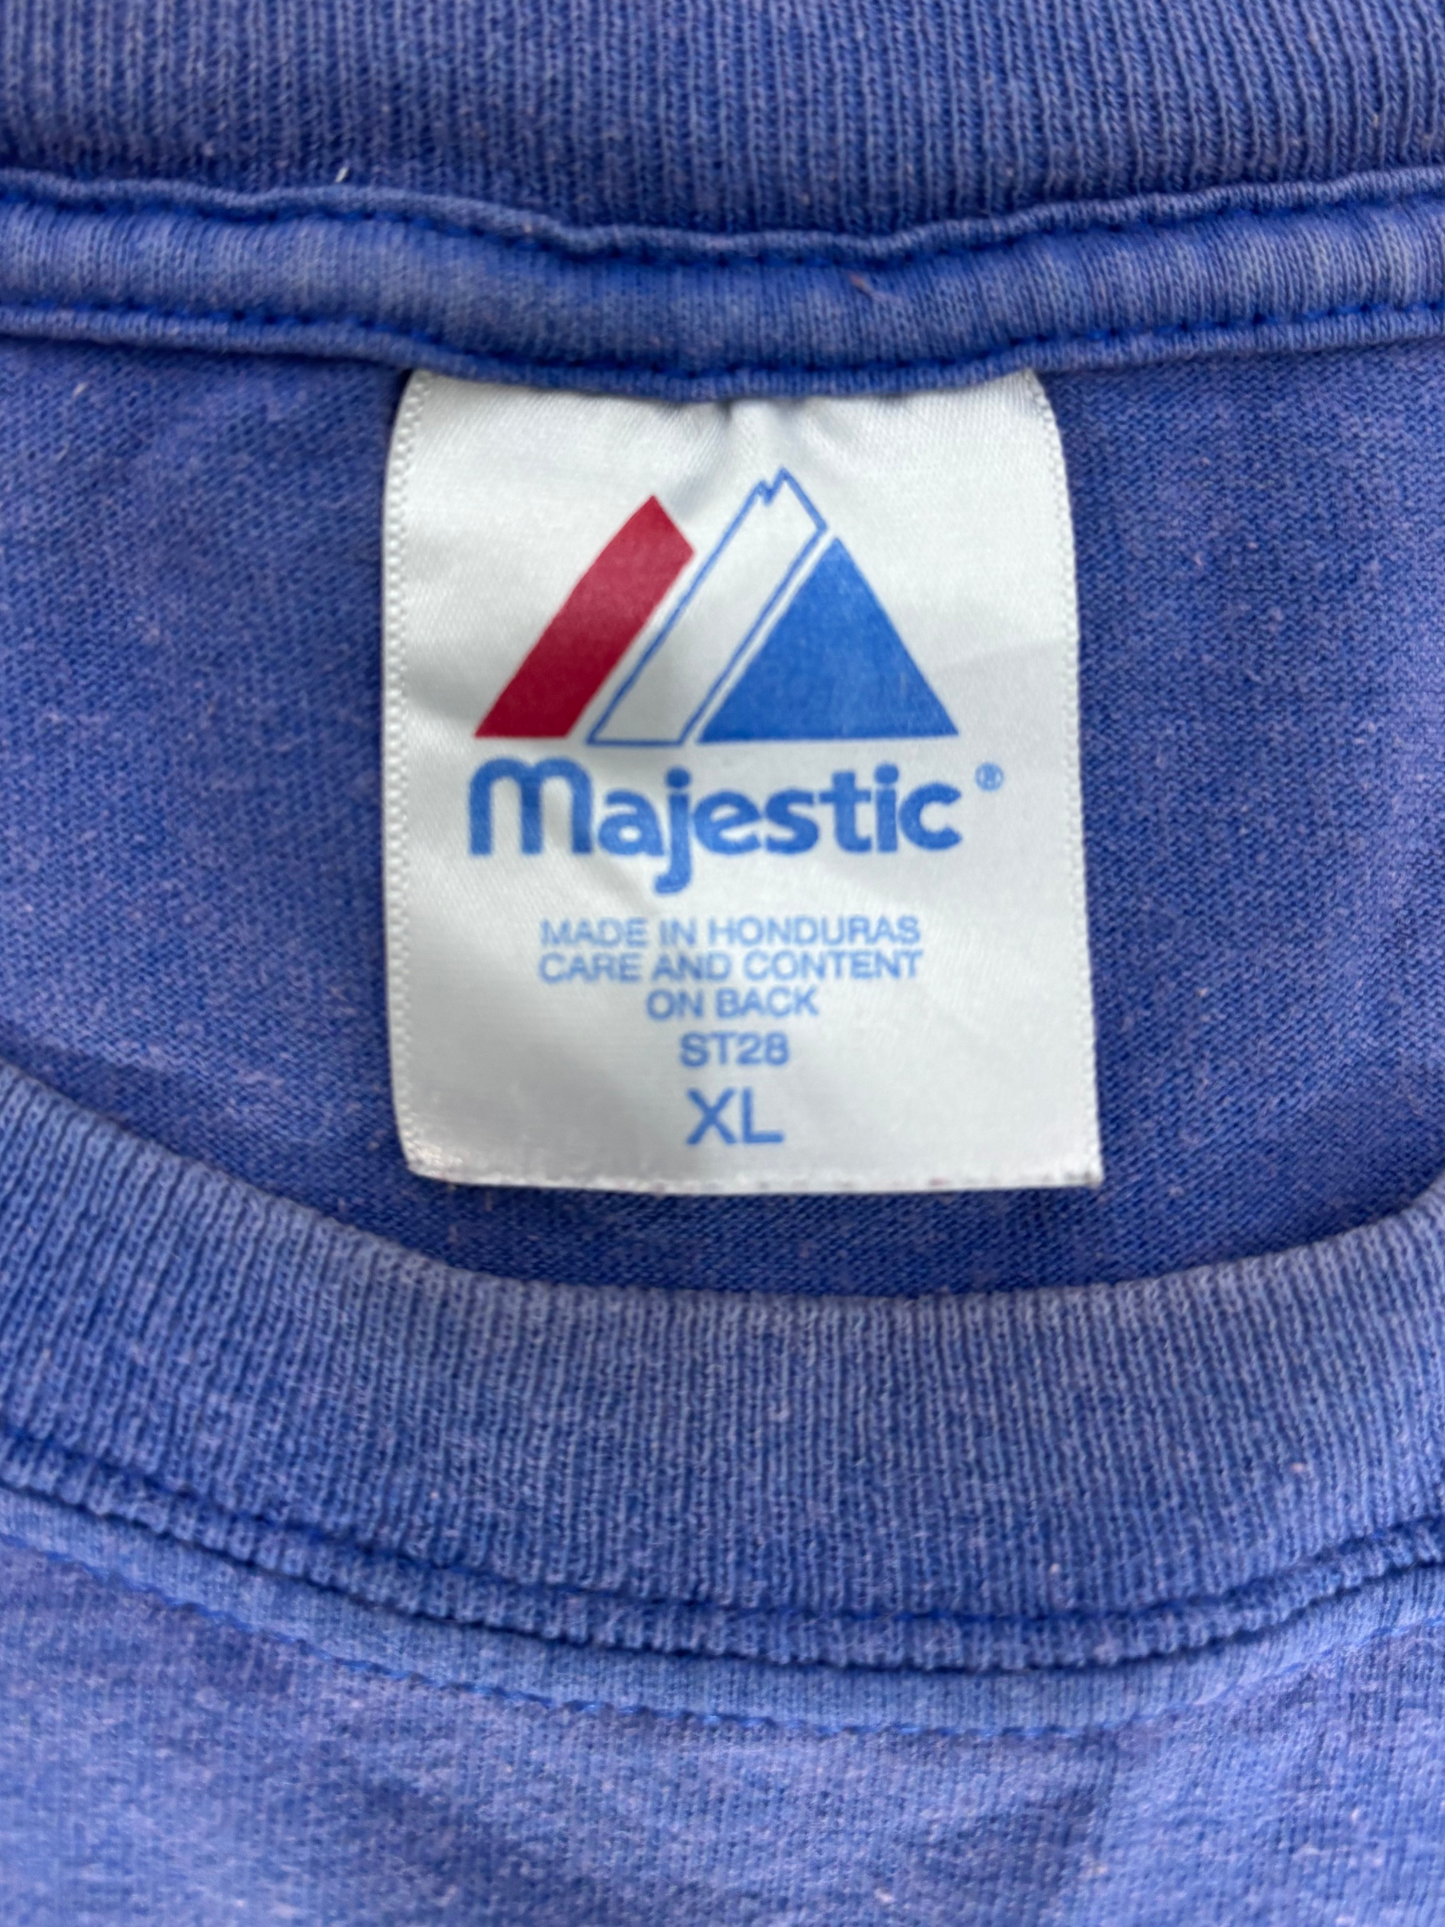 Majestic®
MADE IN HONDURAS
CARE AND CONTENT
ON BACK
ST28
XL